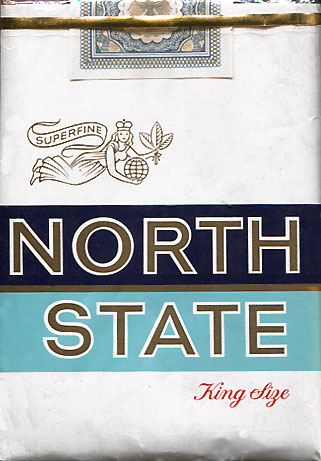 SUPERFINE
NORTH
STATE
King Size